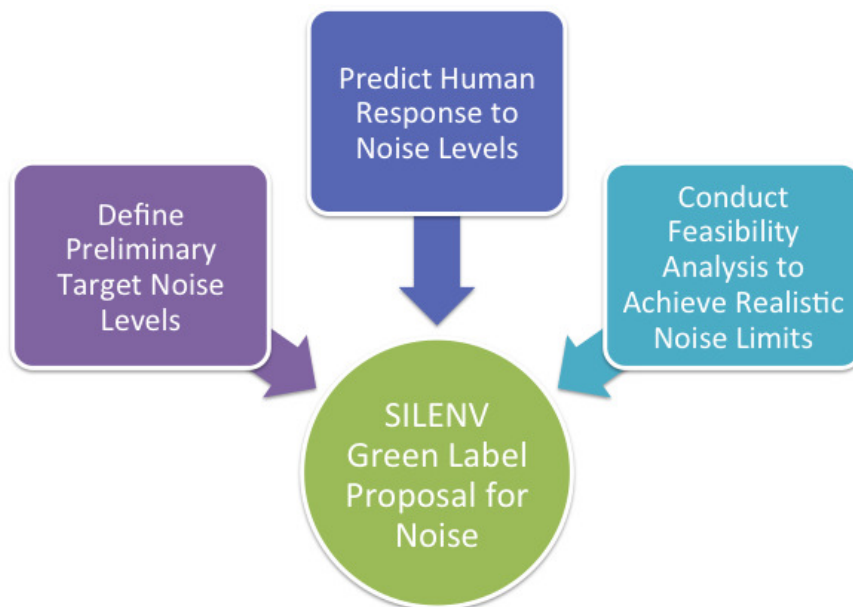 Predict Human
Response to
Noise Levels
Define
Preliminary
Target Noise
Levels
Conduct
Feasibility
Analysis to
Achieve Realistic
Noise Limits
SILENV
Green Label
Proposal for
Noise